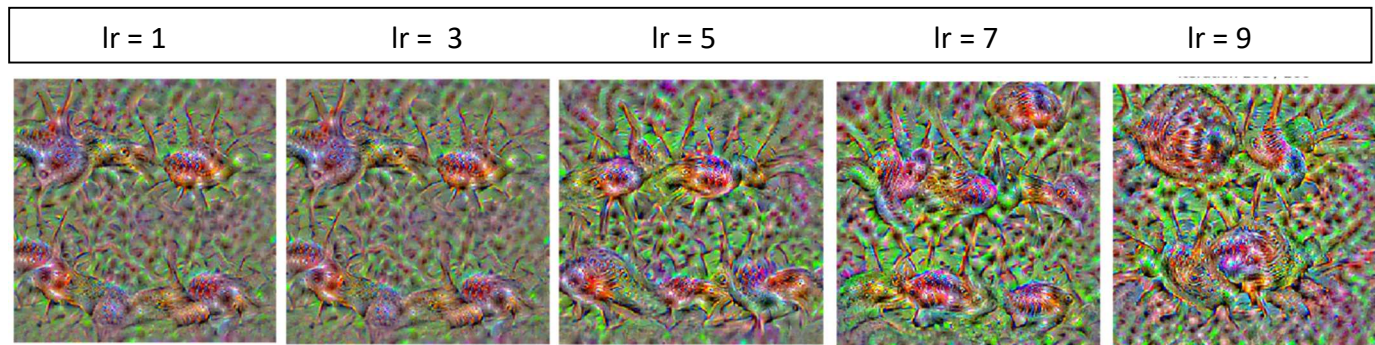 lr = 1 lr = 3 lr = 5 lr = 7 lr = 9